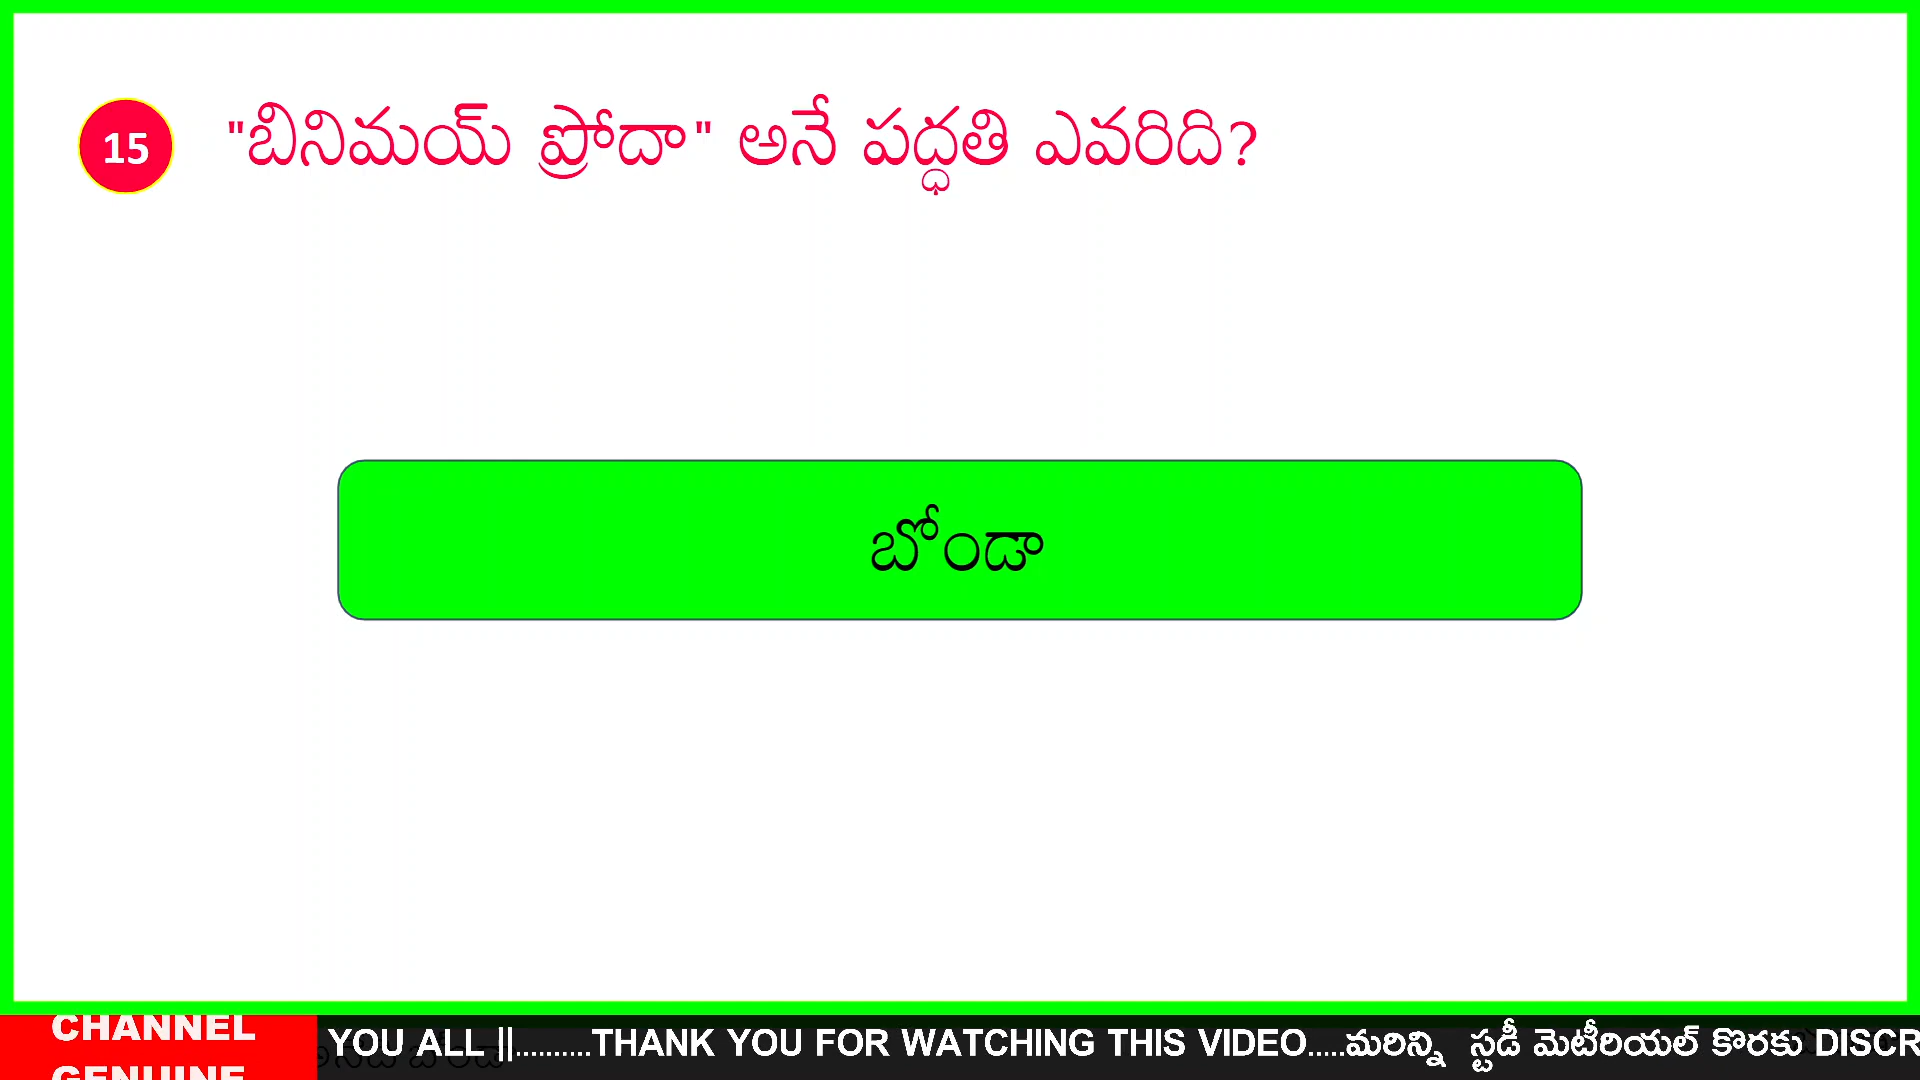 15
"బినిమయ్ ప్రోదా" అనే పద్ధతి ఎవరిది?
బోండా
CHANNEL
GENUINE
YOU ALL ||..........THANK YOU FOR WATCHING THIS VIDEO.....మరిన్ని స్టడీ మెటీరియల్ కొరకు DISCR